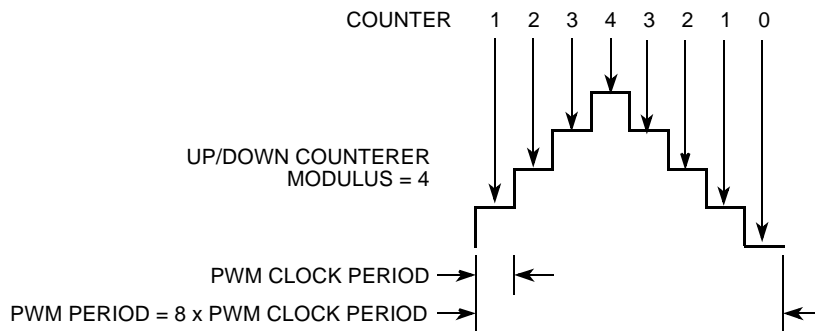 COUNTER 1 2 3 4 3 2 1 0
UP/DOWN COUNTERER
MODULUS = 4
PWM CLOCK PERIOD
PWM PERIOD = 8 x PWM CLOCK PERIOD